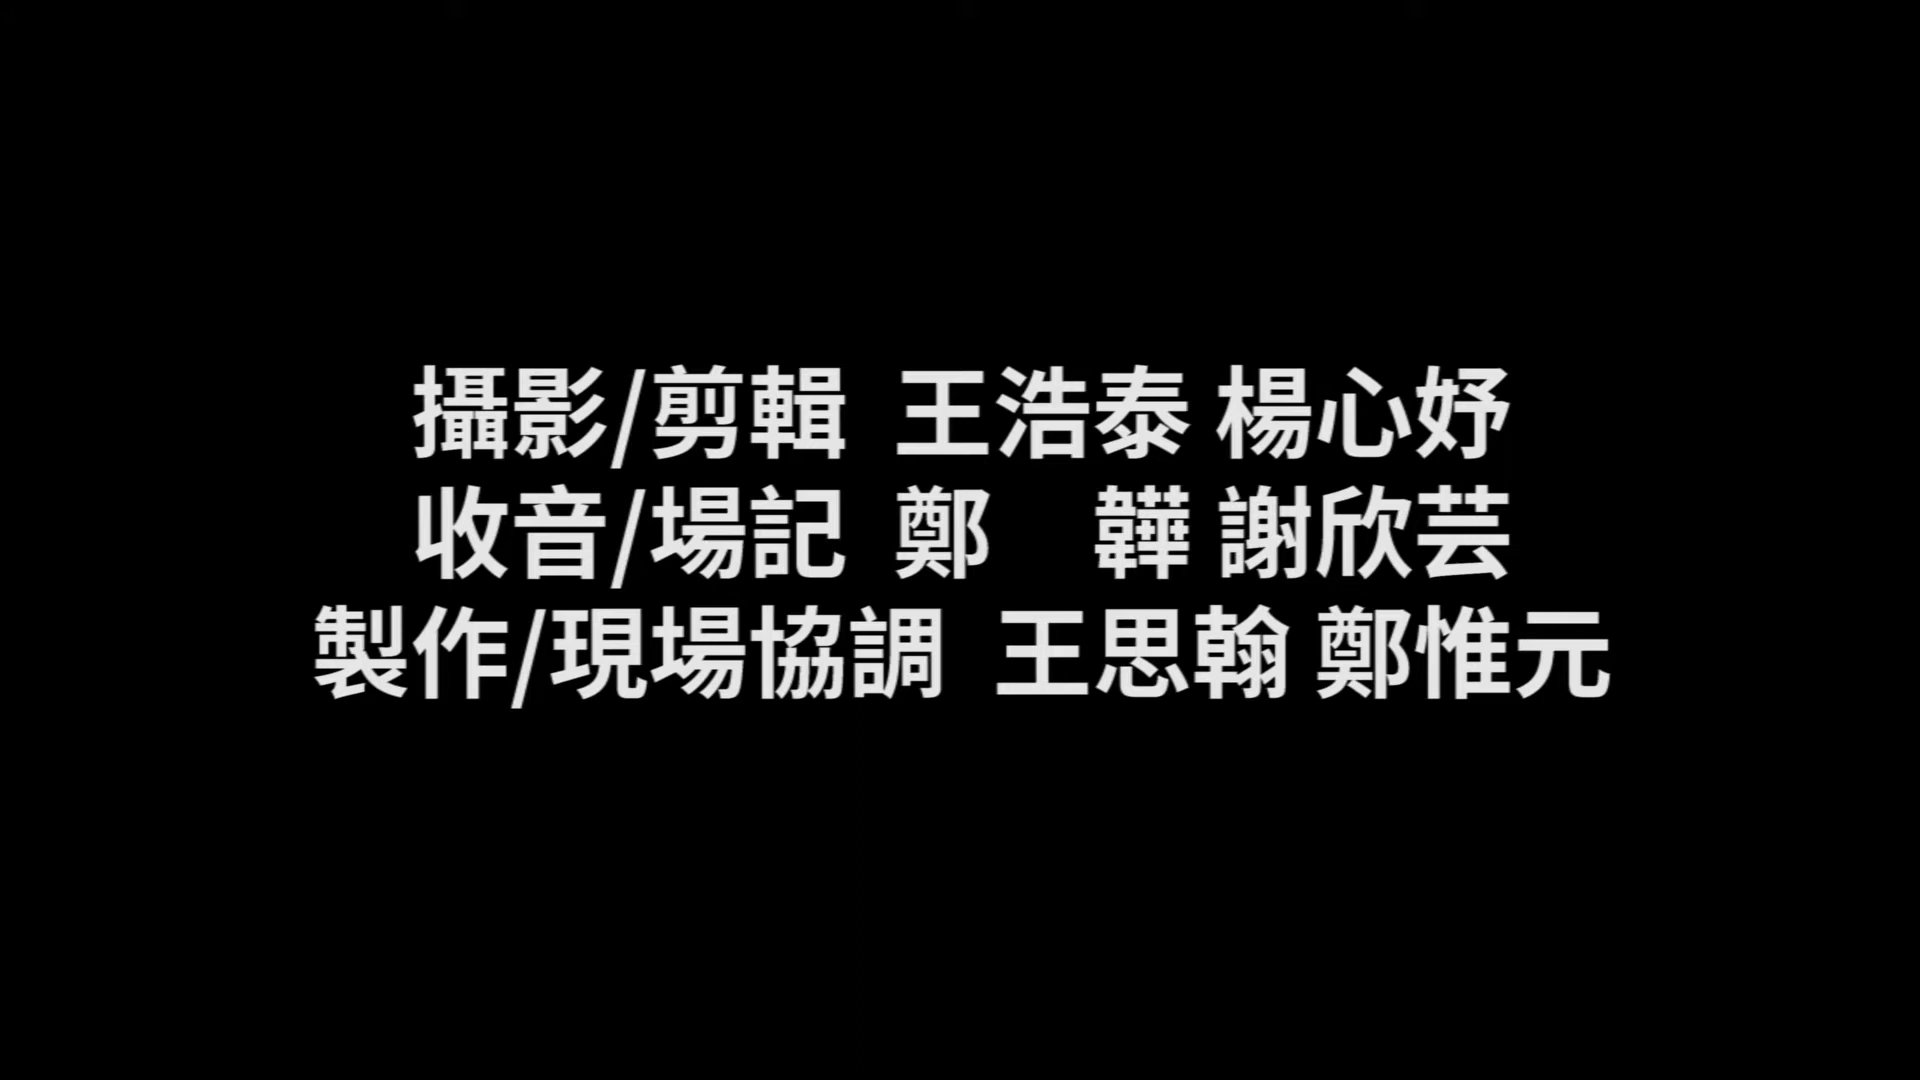 攝影/剪輯 王浩泰 楊心妤
收音/場記 鄭 韡 謝欣芸
製作/現場協調 王思翰 鄭惟元